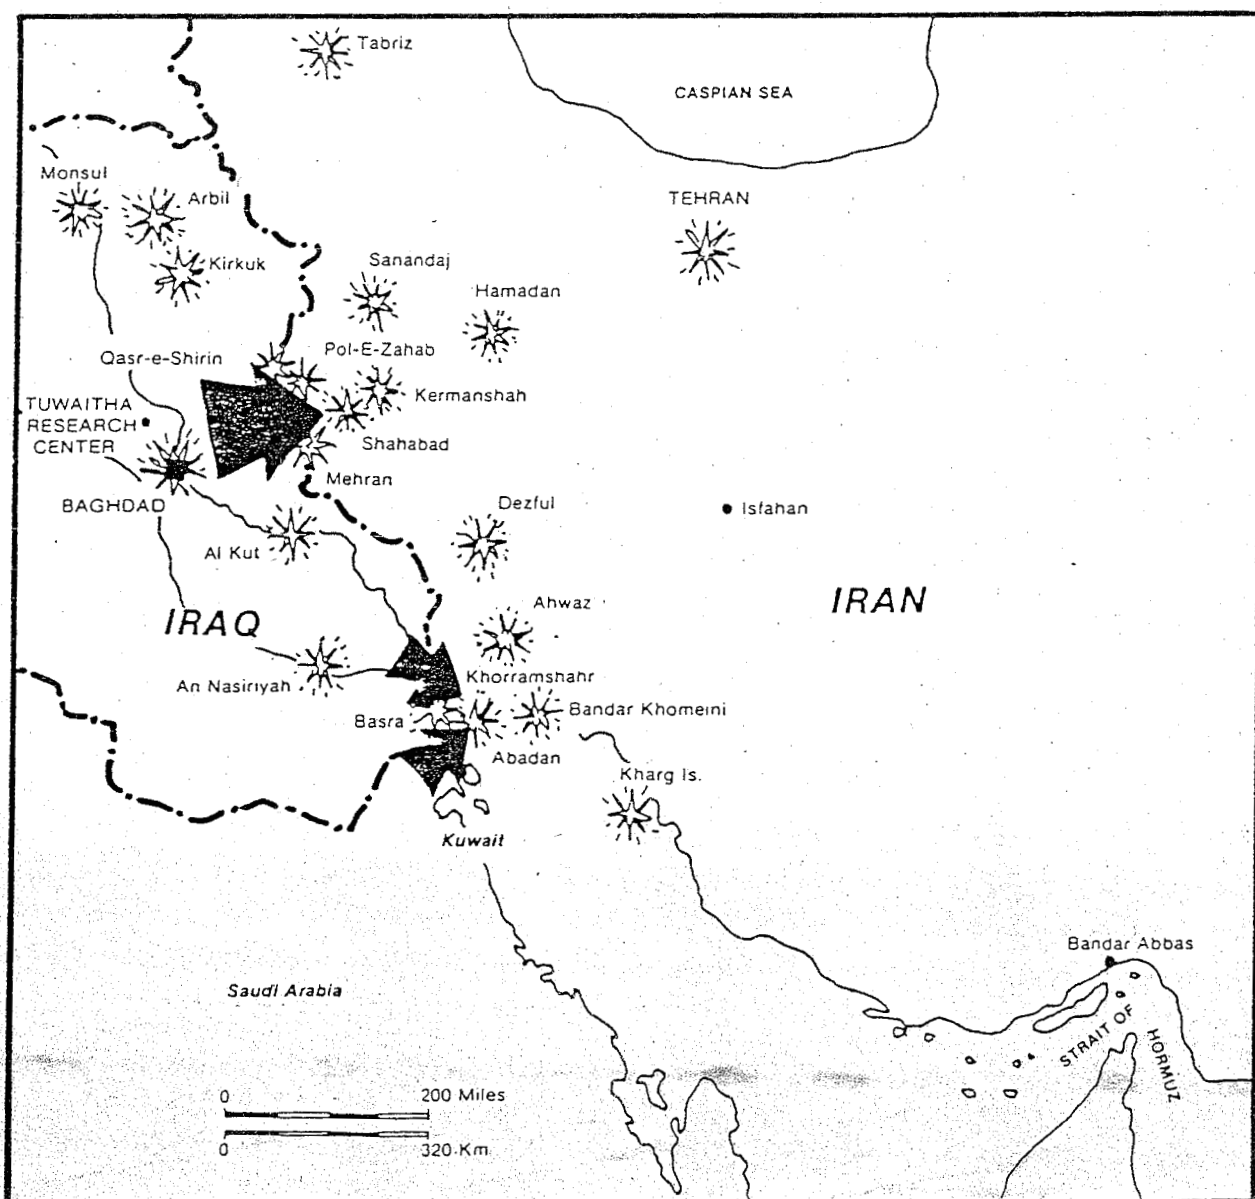 Tabriz
CASPIAN SEA
Monsul
Arbil
TEHRAN
Kirkuk
Sanandaj
Hamadan
Qasr-e-Shirin
Pol-E-Zahab
Kermanshah
TUWAITHA
RESEARCH
CENTER
Shahabad
Mehran
BAGHDAD
Dezful
Isfahan
Al Kut
IRAQ
Ahwaz
IRAN
An Nasiriyah
Khorramshahr
Basra
Bandar Khomeini
Abadan
Kharg Is.
Kuwait
Bandar Abbas
Saudi Arabia
STRAIT OF
HORMUZ
0 200 Miles
0 320 Km